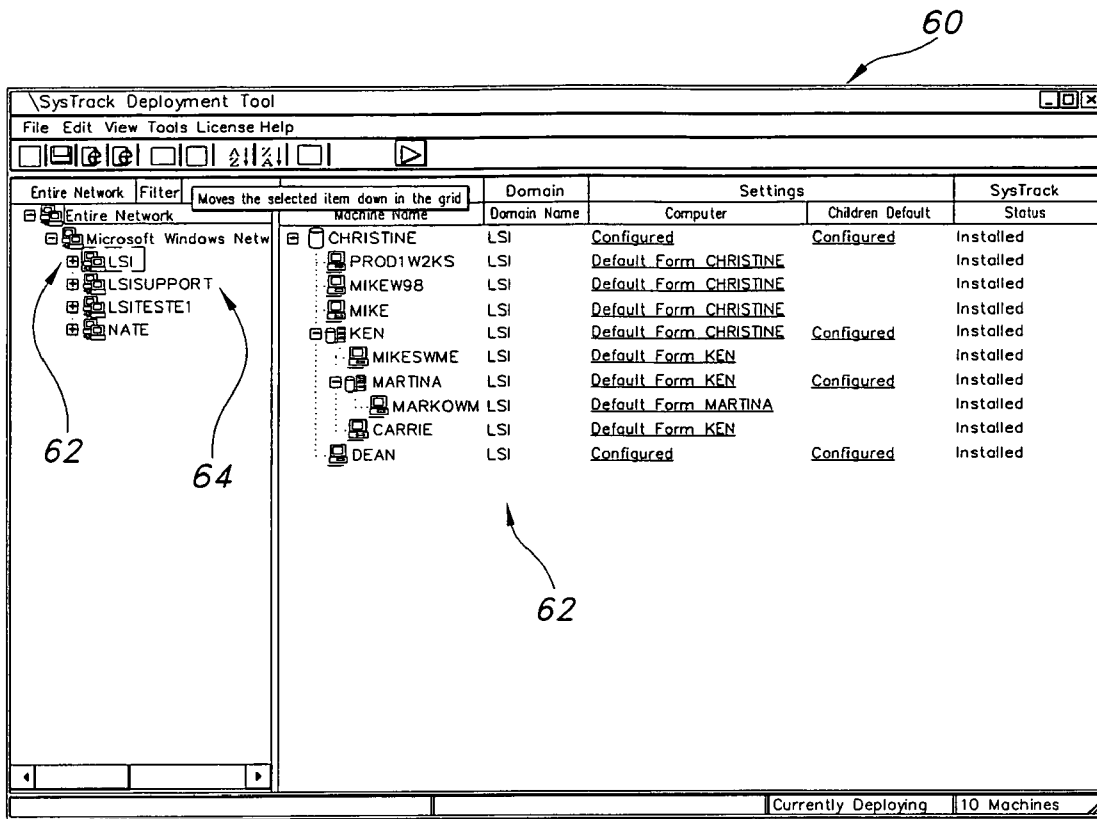 60
\SysTrack Deployment Tool
File Edit View Tools License Help
Entire Network Filter Domain Settings SysTrack
Moves the selected item down in the grid
Machine Name Domain Name Computer Children Default Status
Entire Network
Microsoft Windows Netw
LSI
LSISUPPORT
LSITESTE1
NATE
CHRISTINE LSI Configured Configured Installed
PROD1W2KS LSI Default Form CHRISTINE Installed
MIKEW98 LSI Default Form CHRISTINE Installed
MIKE LSI Default Form CHRISTINE Installed
KEN LSI Default Form CHRISTINE Configured Installed
MIKESWME LSI Default Form KEN Installed
MARTINA LSI Default Form KEN Configured Installed
MARKOWM LSI Default Form MARTINA Installed
CARRIE LSI Default Form KEN Installed
DEAN LSI Configured Configured Installed
62
64
62
Currently Deploying 10 Machines